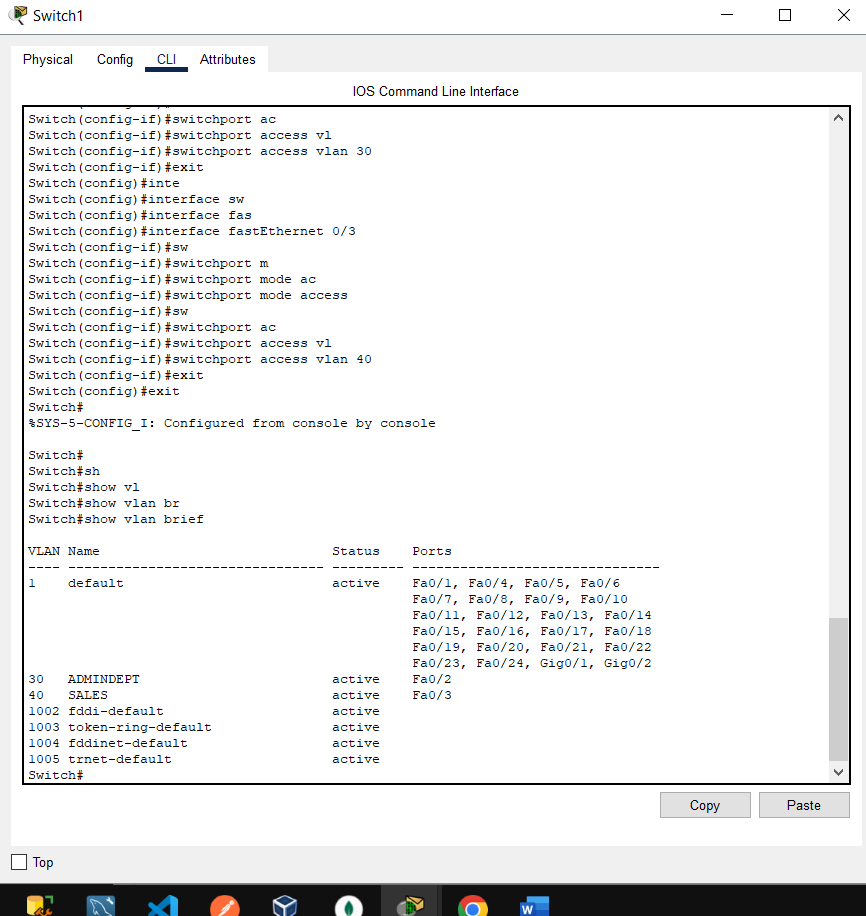 Switch1
Physical Config CLI Attributes
IOS Command Line Interface
Switch(config-if)#switchport ac
Switch(config-if)#switchport access vl
Switch(config-if)#switchport access vlan 30
Switch(config-if)#exit
Switch(config)#inte
Switch(config)#interface sw
Switch(config)#interface fas
Switch(config)#interface fastEthernet 0/3
Switch(config-if)#sw
Switch(config-if)#switchport m
Switch(config-if)#switchport mode ac
Switch(config-if)#switchport mode access
Switch(config-if)#sw
Switch(config-if)#switchport ac
Switch(config-if)#switchport access vl
Switch(config-if)#switchport access vlan 40
Switch(config-if)#exit
Switch(config)#exit
Switch#
%SYS-5-CONFIG_I: Configured from console by console
Switch#
Switch#sh
Switch#show vl
Switch#show vlan br
Switch#show vlan brief
VLAN Name                             Status    Ports
---- -------------------------------- --------- -------------------------------
1    default                          active    Fa0/1, Fa0/4, Fa0/5, Fa0/6
                                                Fa0/7, Fa0/8, Fa0/9, Fa0/10
                                                Fa0/11, Fa0/12, Fa0/13, Fa0/14
                                                Fa0/15, Fa0/16, Fa0/17, Fa0/18
                                                Fa0/19, Fa0/20, Fa0/21, Fa0/22
                                                Fa0/23, Fa0/24, Gig0/1, Gig0/2
30   ADMINDEPT                        active    Fa0/2
40   SALES                            active    Fa0/3
1002 fddi-default                     active
1003 token-ring-default               active
1004 fddinet-default                  active
1005 trnet-default                    active
Switch#
Copy Paste
Top